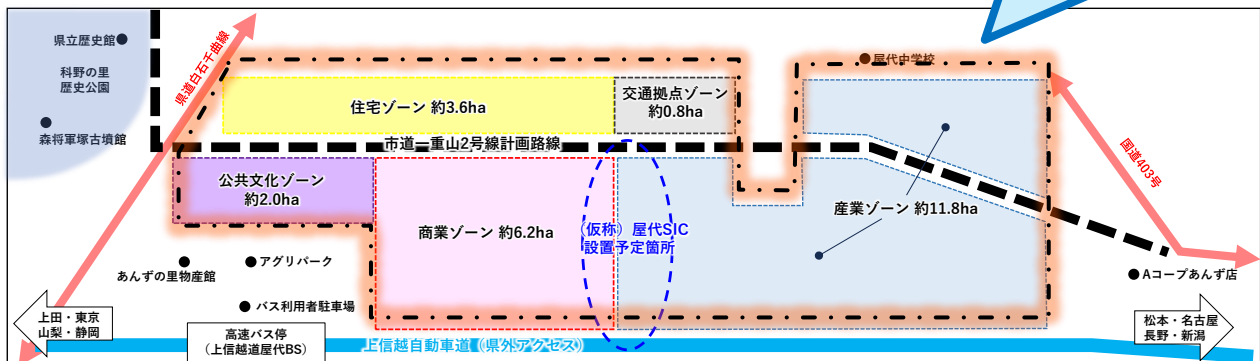 県立歴史館
科野の里
歴史公園
森将軍塚古墳館
県道白石千曲線
住宅ゾーン 約3.6ha
交通拠点ゾーン
約0.8ha
屋代中学校
市道一重山2号線計画路線
国道403号
公共文化ゾーン
約2.0ha
商業ゾーン 約6.2ha
(仮称)屋代SIC
設置予定箇所
産業ゾーン 約11.8ha
あんずの里物産館
アグリパーク
バス利用者駐車場
Aコープあんず店
上田・東京
山梨・静岡
高速バス停
(上信越道屋代BS)
上信越自動車道(県外アクセス)
松本・名古屋
長野・新潟